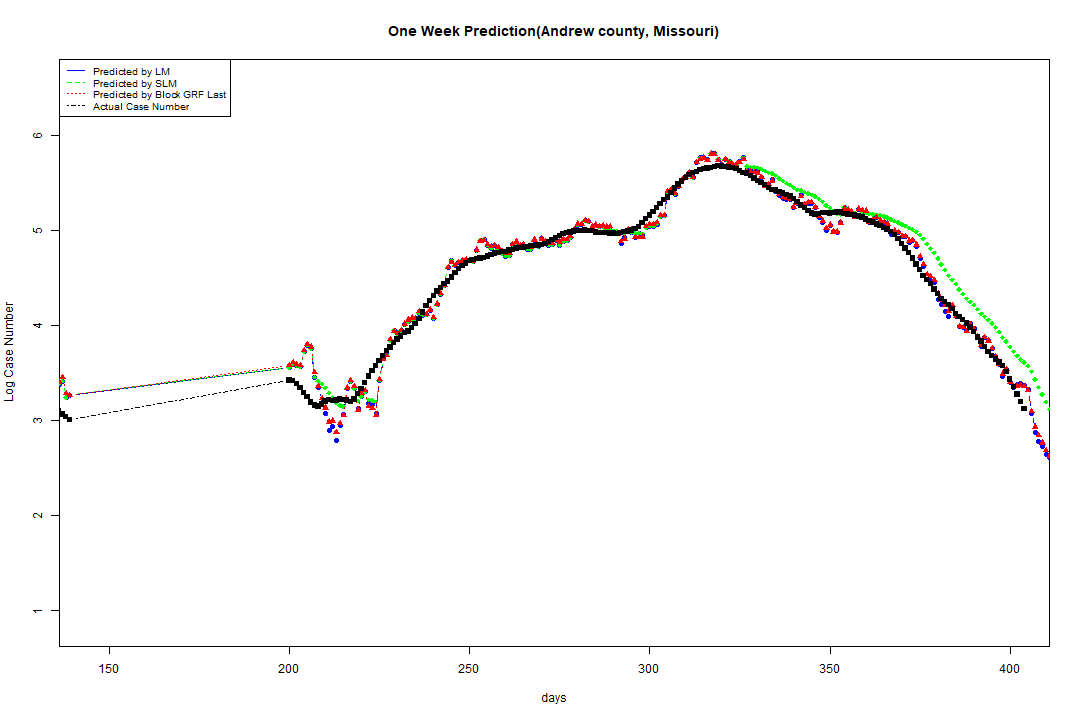 One Week Prediction(Andrew county, Missouri)
Predicted by LM
Predicted by SLM
Predicted by Block GRF Last
Actual Case Number
6
5
4
3
2
1
Log Case Number
150
200
250
300
350
400
days